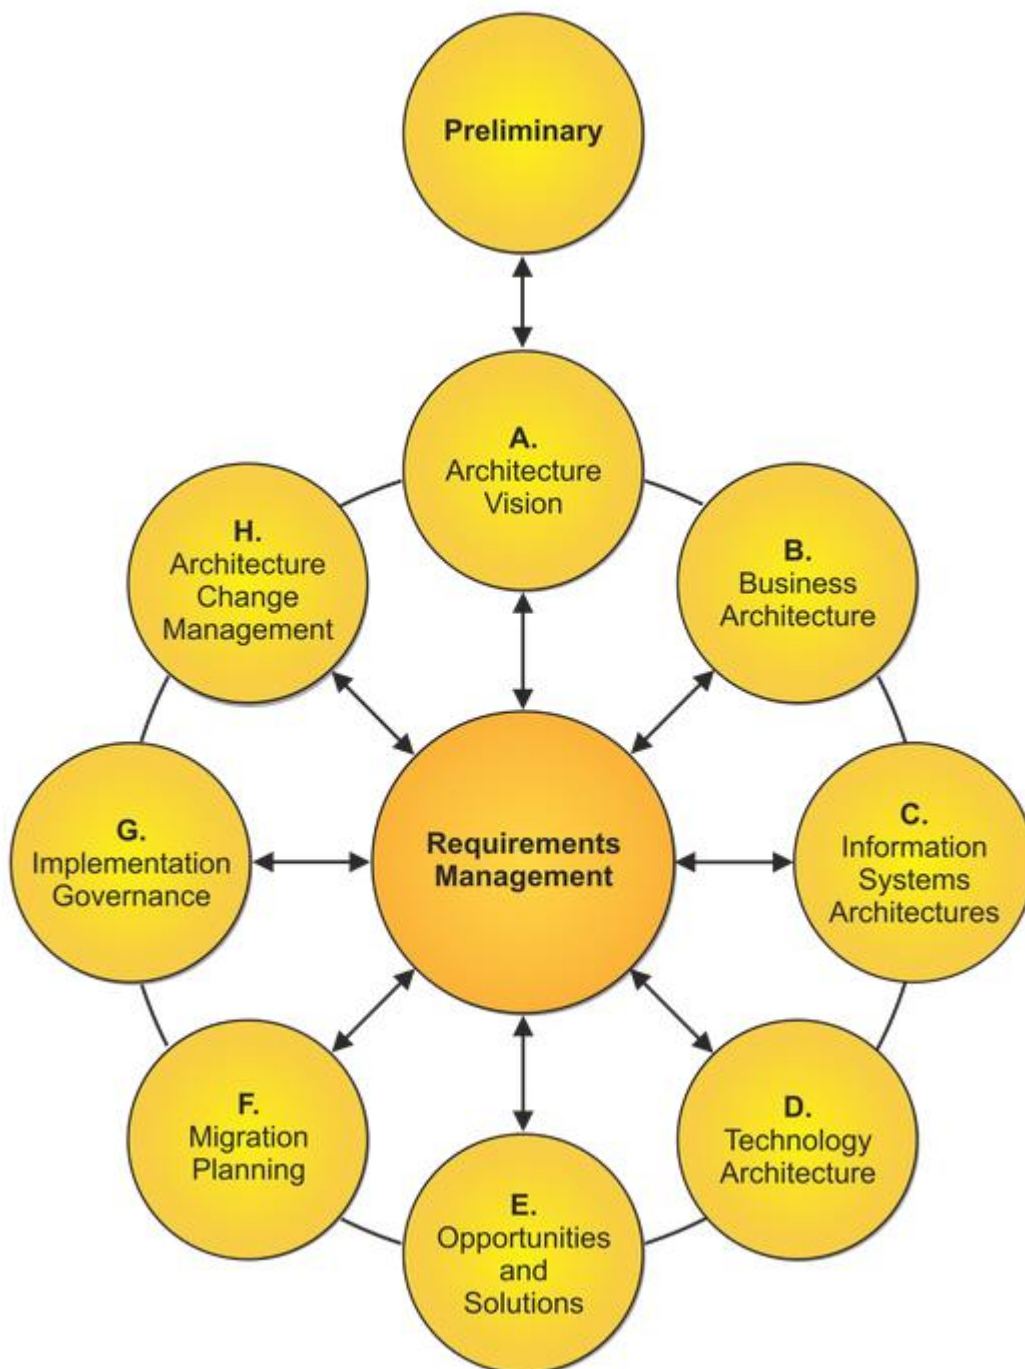 Preliminary
A.
Architecture
Vision
B.
Business
Architecture
C.
Information
Systems
Architectures
D.
Technology
Architecture
E.
Opportunities
and
Solutions
F.
Migration
Planning
G.
Implementation
Governance
H.
Architecture
Change
Management
Requirements
Management